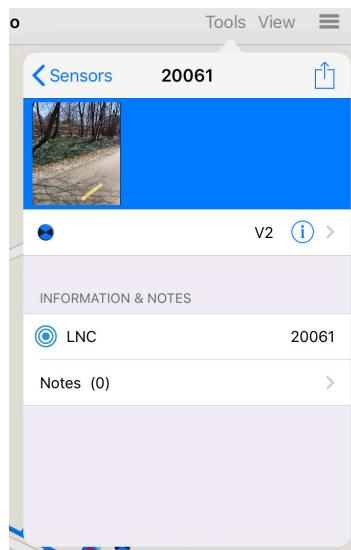 o Tools View
Sensors 20061
V2 i
INFORMATION & NOTES
LNC 20061
Notes (0)